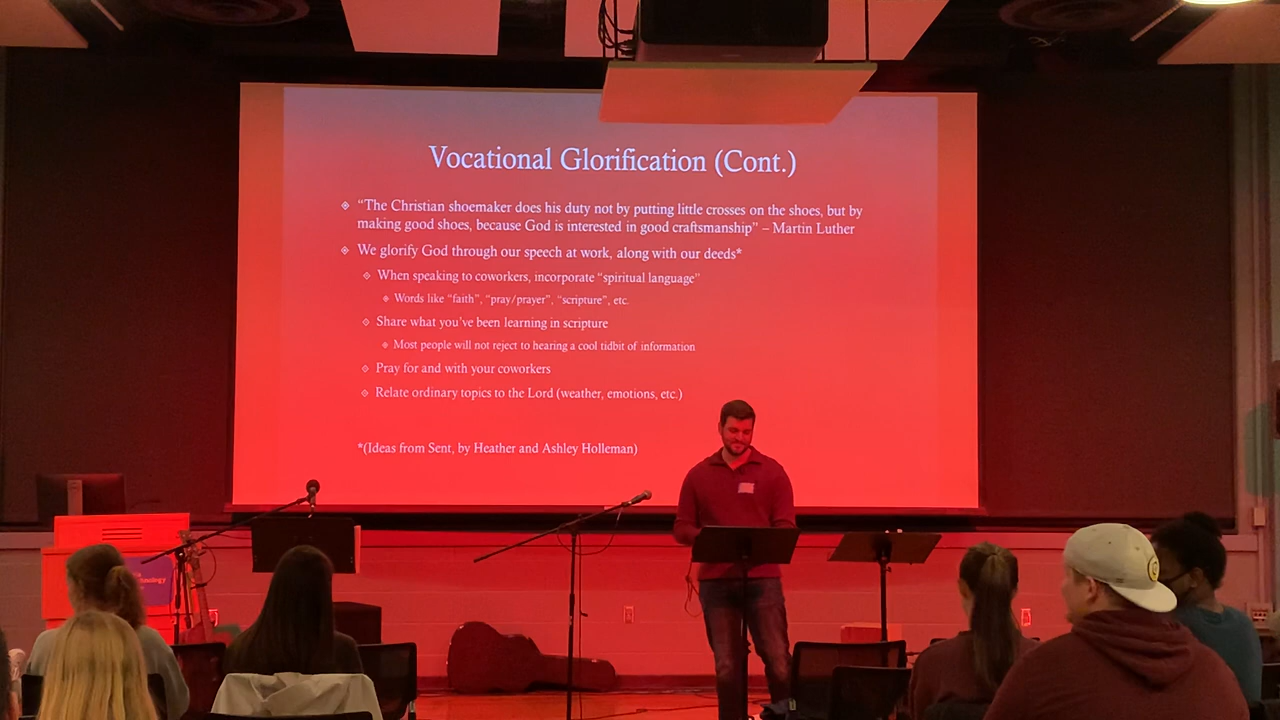 Vocational Glorification (Cont.)
“The Christian shoemaker does his duty not by putting little crosses on the shoes, but by
making good shoes, because God is interested in good craftsmanship” – Martin Luther
We glorify God through our speech at work, along with our deeds*
When speaking to coworkers, incorporate “spiritual language”
Words like “faith”, “pray/prayer”, “scripture”, etc.
Share what you’ve been learning in scripture
Most people will not reject to hearing a cool tidbit of information
Pray for and with your coworkers
Relate ordinary topics to the Lord (weather, emotions, etc.)
*(Ideas from Sent, by Heather and Ashley Holleman)